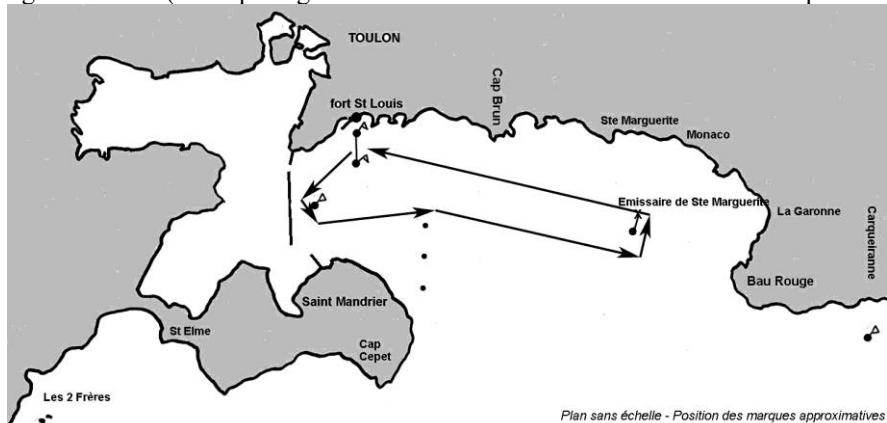 TOULON
fort St Louis
Cap Brun
Ste Marguerite
Monaco
Emissaire de Ste Marguerite
La Garonne
Carqueiranne
Bau Rouge
Saint Mandrier
St Elme
Cap
Cepet
Les 2 Frères
Plan sans échelle - Position des marques approximatives